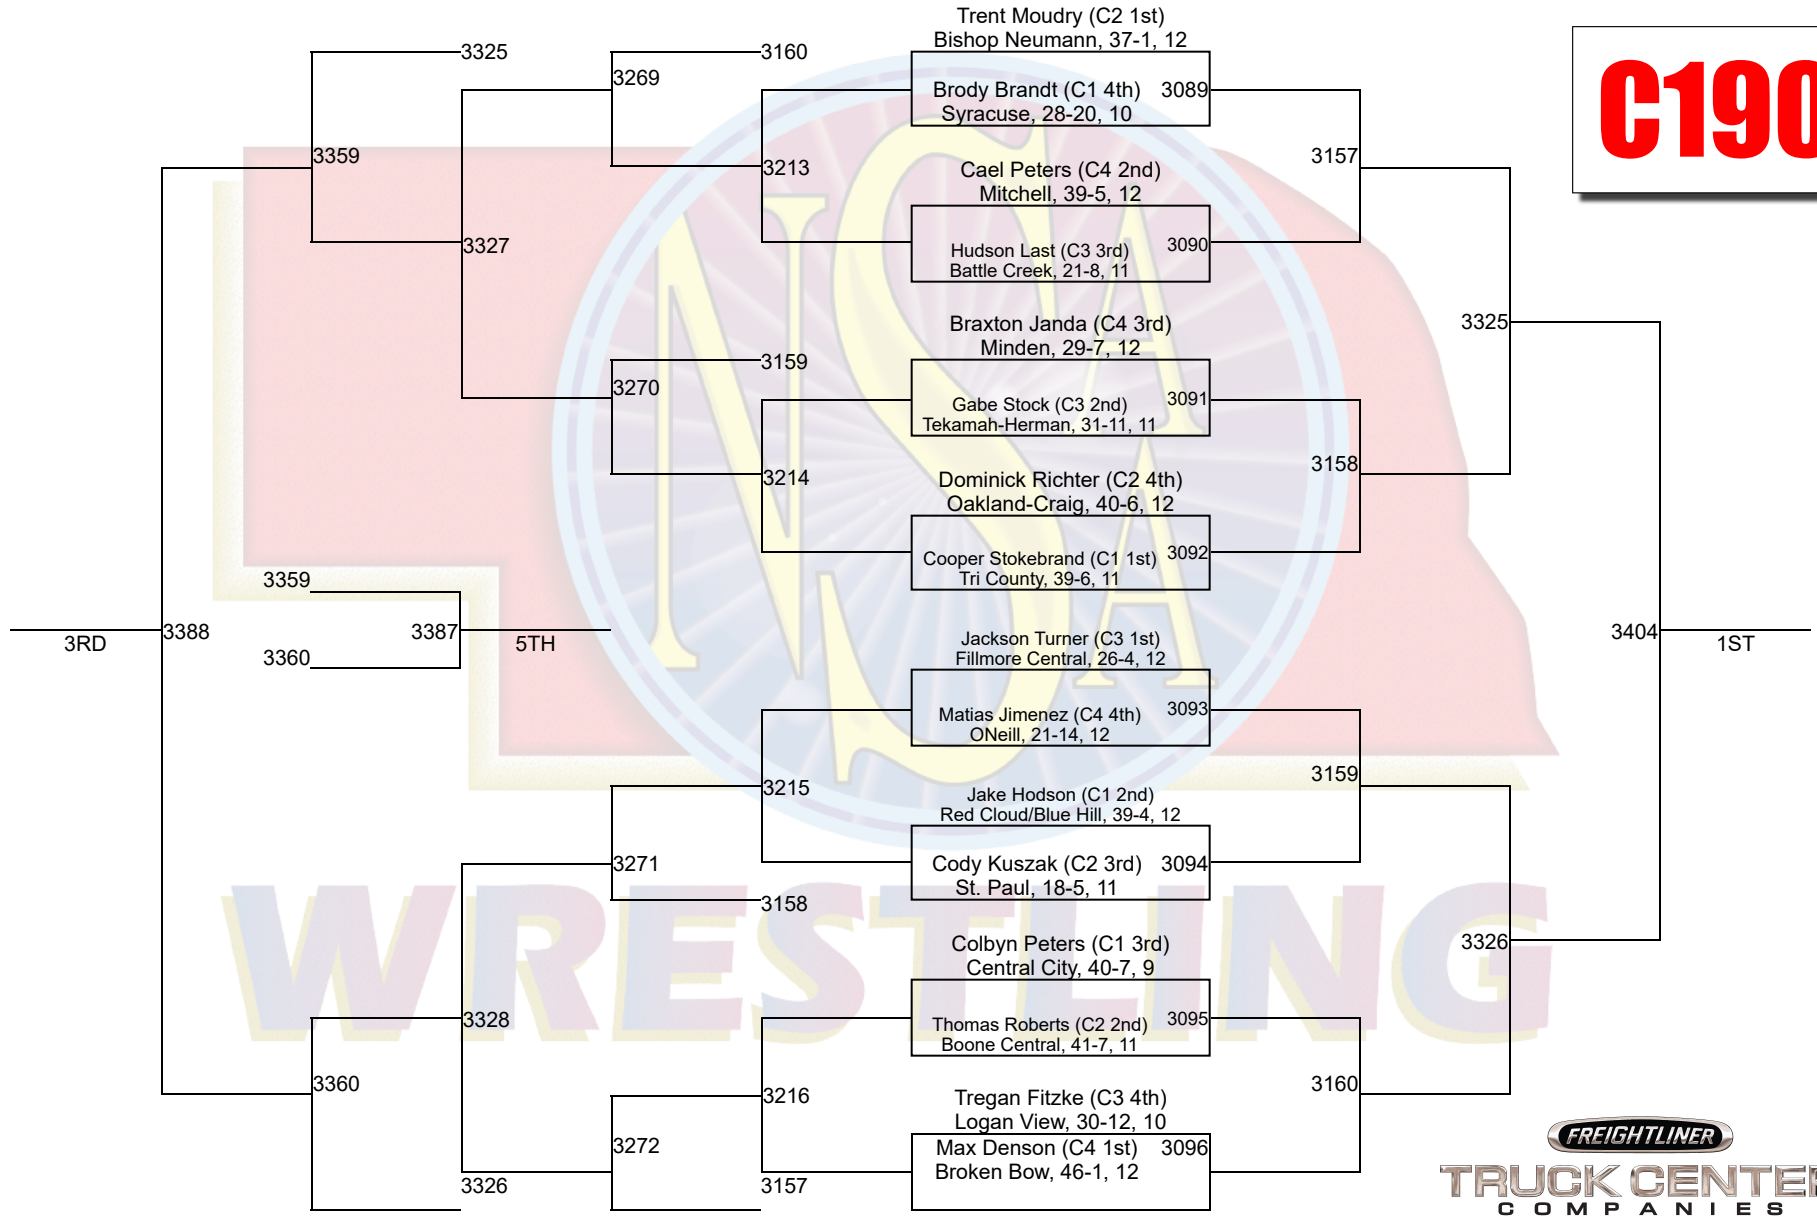 C190
Trent Moudry (C2 1st)
Bishop Neumann, 37-1, 12
Brody Brandt (C1 4th) 3089
Syracuse, 28-20, 10
Cael Peters (C4 2nd)
Mitchell, 39-5, 12
Hudson Last (C3 3rd) 3090
Battle Creek, 21-8, 11
Braxton Janda (C4 3rd)
Minden, 29-7, 12
Gabe Stock (C3 2nd) 3091
Tekamah-Herman, 31-11, 11
Dominick Richter (C2 4th)
Oakland-Craig, 40-6, 12
Cooper Stokebrand (C1 1st) 3092
Tri County, 39-6, 11
Jackson Turner (C3 1st)
Fillmore Central, 26-4, 12
Matias Jimenez (C4 4th) 3093
ONeill, 21-14, 12
Jake Hodson (C1 2nd)
Red Cloud/Blue Hill, 39-4, 12
Cody Kuszak (C2 3rd) 3094
St. Paul, 18-5, 11
Colbyn Peters (C1 3rd)
Central City, 40-7, 9
Thomas Roberts (C2 2nd) 3095
Boone Central, 41-7, 11
Tregan Fitzke (C3 4th)
Logan View, 30-12, 10
Max Denson (C4 1st) 3096
Broken Bow, 46-1, 12
3157
3158
3159
3160
3325
3326
3404
1ST
3213
3214
3215
3216
3160
3159
3158
3157
3269
3270
3271
3272
3327
3328
3325
3326
3359
3360
3388
3RD
3359
3360
3387
5TH
NSAA
WRESTLING
FREIGHTLINER
TRUCK CENTER
COMPANIES